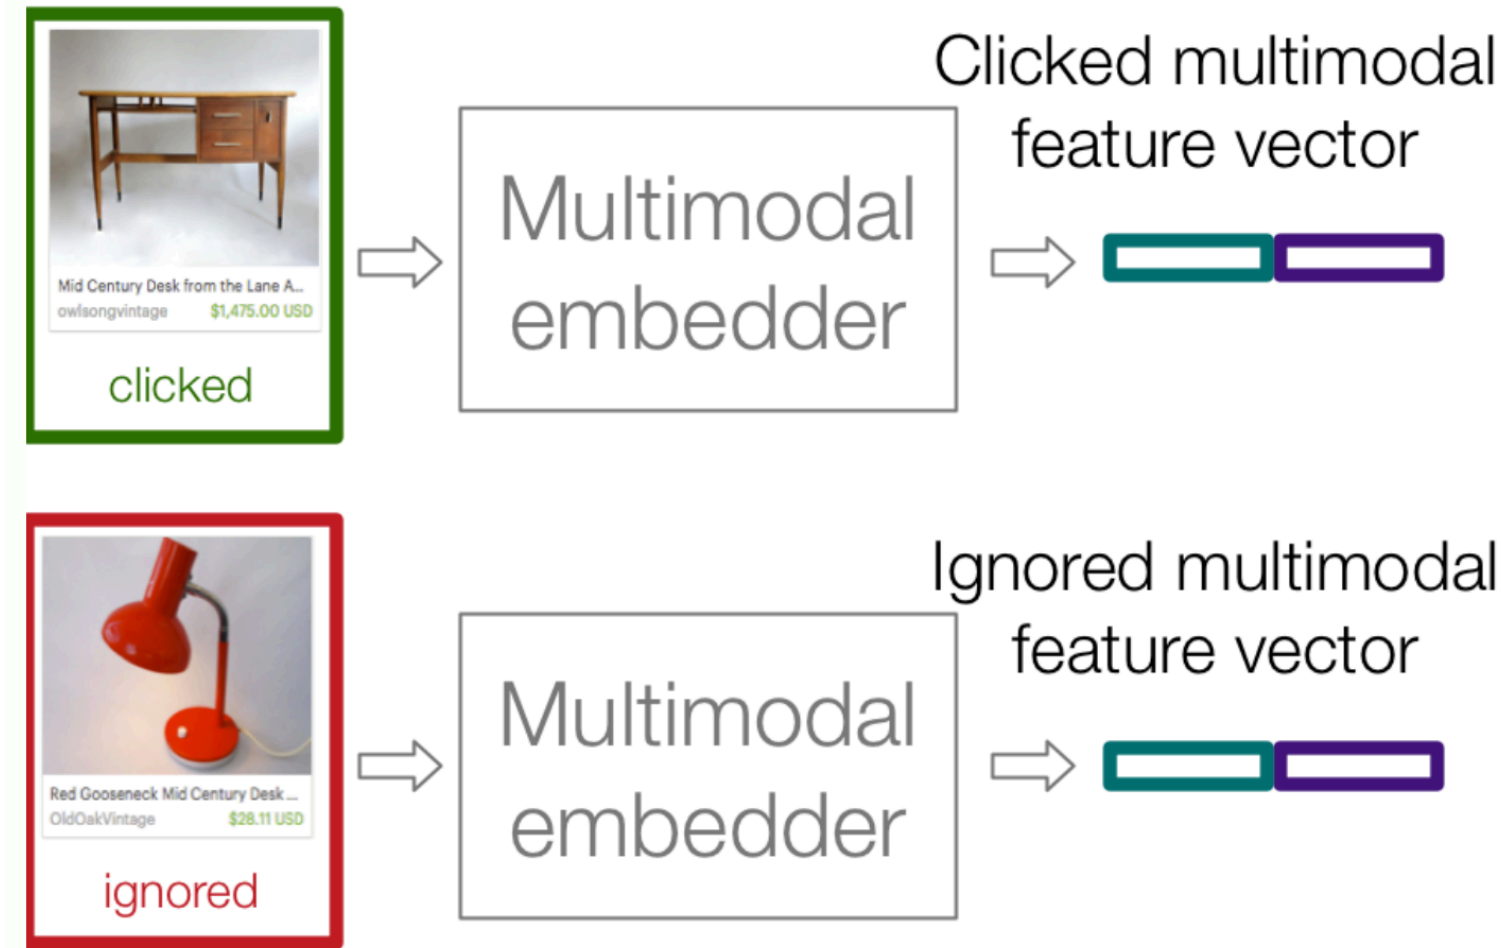 Mid Century Desk from the Lane A...
owlsongvintage $1,475.00 USD
clicked
Multimodal
embedder
Clicked multimodal
feature vector
Red Gooseneck Mid Century Desk ...
OldOakVintage $28.11 USD
ignored
Multimodal
embedder
Ignored multimodal
feature vector